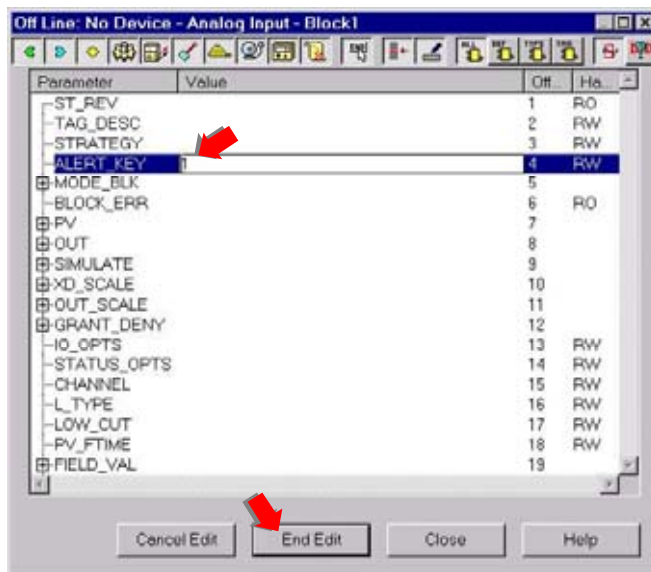 Off Line: No Device - Analog Input - Block1
Parameter Value Off... Ha...
ST_REV 1 RO
TAG_DESC 2 RW
STRATEGY 3 RW
ALERT_KEY 1 4 RW
MODE_BLK 5
BLOCK_ERR 6 RO
PV 7
OUT 8
SIMULATE 9
XD_SCALE 10
OUT_SCALE 11
GRANT_DENY 12
IO_OPTS 13 RW
STATUS_OPTS 14 RW
CHANNEL 15 RW
L_TYPE 16 RW
LOW_CUT 17 RW
PV_FTIME 18 RW
FIELD_VAL 19
Cancel Edit End Edit Close Help